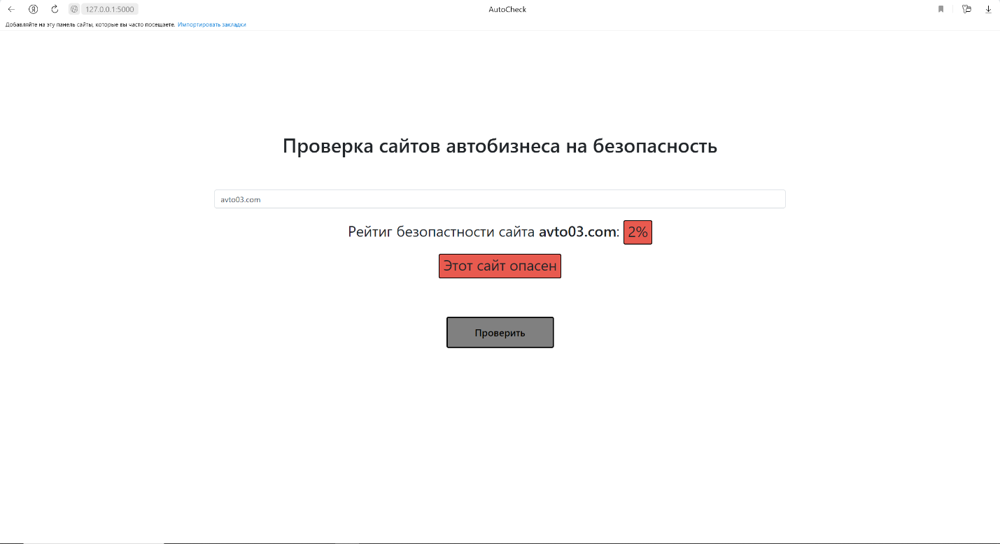 127.0.0.1:5000 AutoCheck
Добавляйте на эту панель сайты, которые вы часто посещаете. Импортировать закладки
Проверка сайтов автобизнеса на безопасность
avto03.com
Рейтиг безопастности сайта avto03.com: 2%
Этот сайт опасен
Проверить